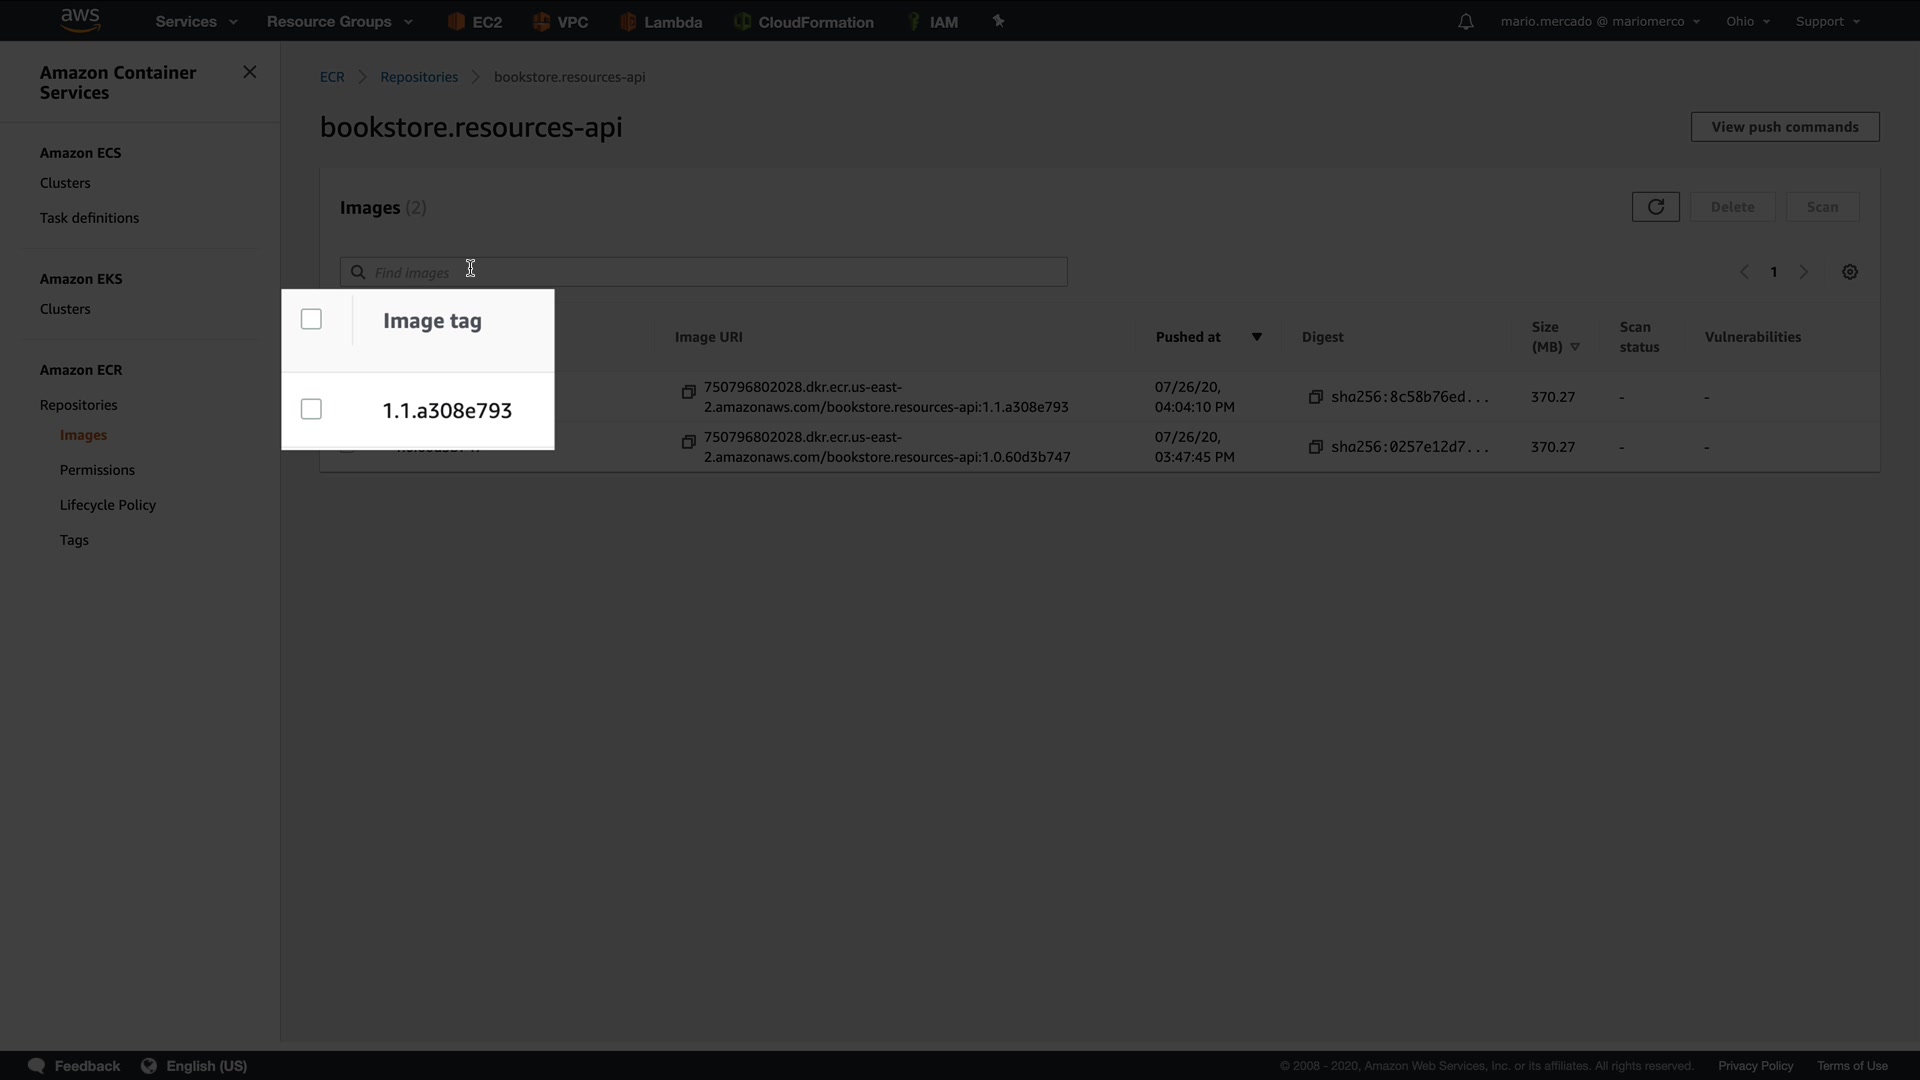 aws Services Resource Groups EC2 VPC Lambda CloudFormation IAM mario.mercado @ mariomerco Ohio Support
Amazon Container
Services
ECR Repositories bookstore.resources-api
bookstore.resources-api
View push commands
Amazon ECS
Clusters
Task definitions
Amazon EKS
Clusters
Amazon ECR
Repositories
Images
Permissions
Lifecycle Policy
Tags
Images (2)
Delete
Scan
Find images
1
Image tag
Image URI
Pushed at
Digest
Size
(MB)
Scan
status
Vulnerabilities
1.1.a308e793
750796802028.dkr.ecr.us-east-
2.amazonaws.com/bookstore.resources-api:1.1.a308e793
07/26/20,
04:04:10 PM
sha256:8c58b76ed...
370.27
-
-
750796802028.dkr.ecr.us-east-
2.amazonaws.com/bookstore.resources-api:1.0.60d3b747
07/26/20,
03:47:45 PM
sha256:0257e12d7...
370.27
-
-
Feedback
English (US)
© 2008 - 2020, Amazon Web Services, Inc. or its affiliates. All rights reserved.
Privacy Policy
Terms of Use